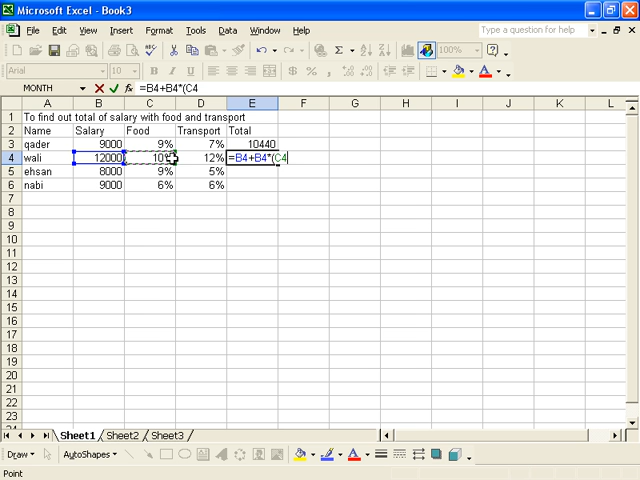 Microsoft Excel - Book3
File Edit View Insert Format Tools Data Window Help Type a question for help
Σ 100%
Arial 10 B I U
MONTH =B4+B4*(C4
A B C D E F G H I J K L
1 To find out total of salary with food and transport
2 Name Salary Food Transport Total
3 qader 9000 9% 7% 10440
4 wali 12000 10% 12% =B4+B4*(C4
5 ehsan 8000 9% 5%
6 nabi 9000 6% 6%
7
8
9
10
11
12
13
14
15
16
17
18
19
20
21
22
23
Sheet1 Sheet2 Sheet3
Draw AutoShapes A
Point